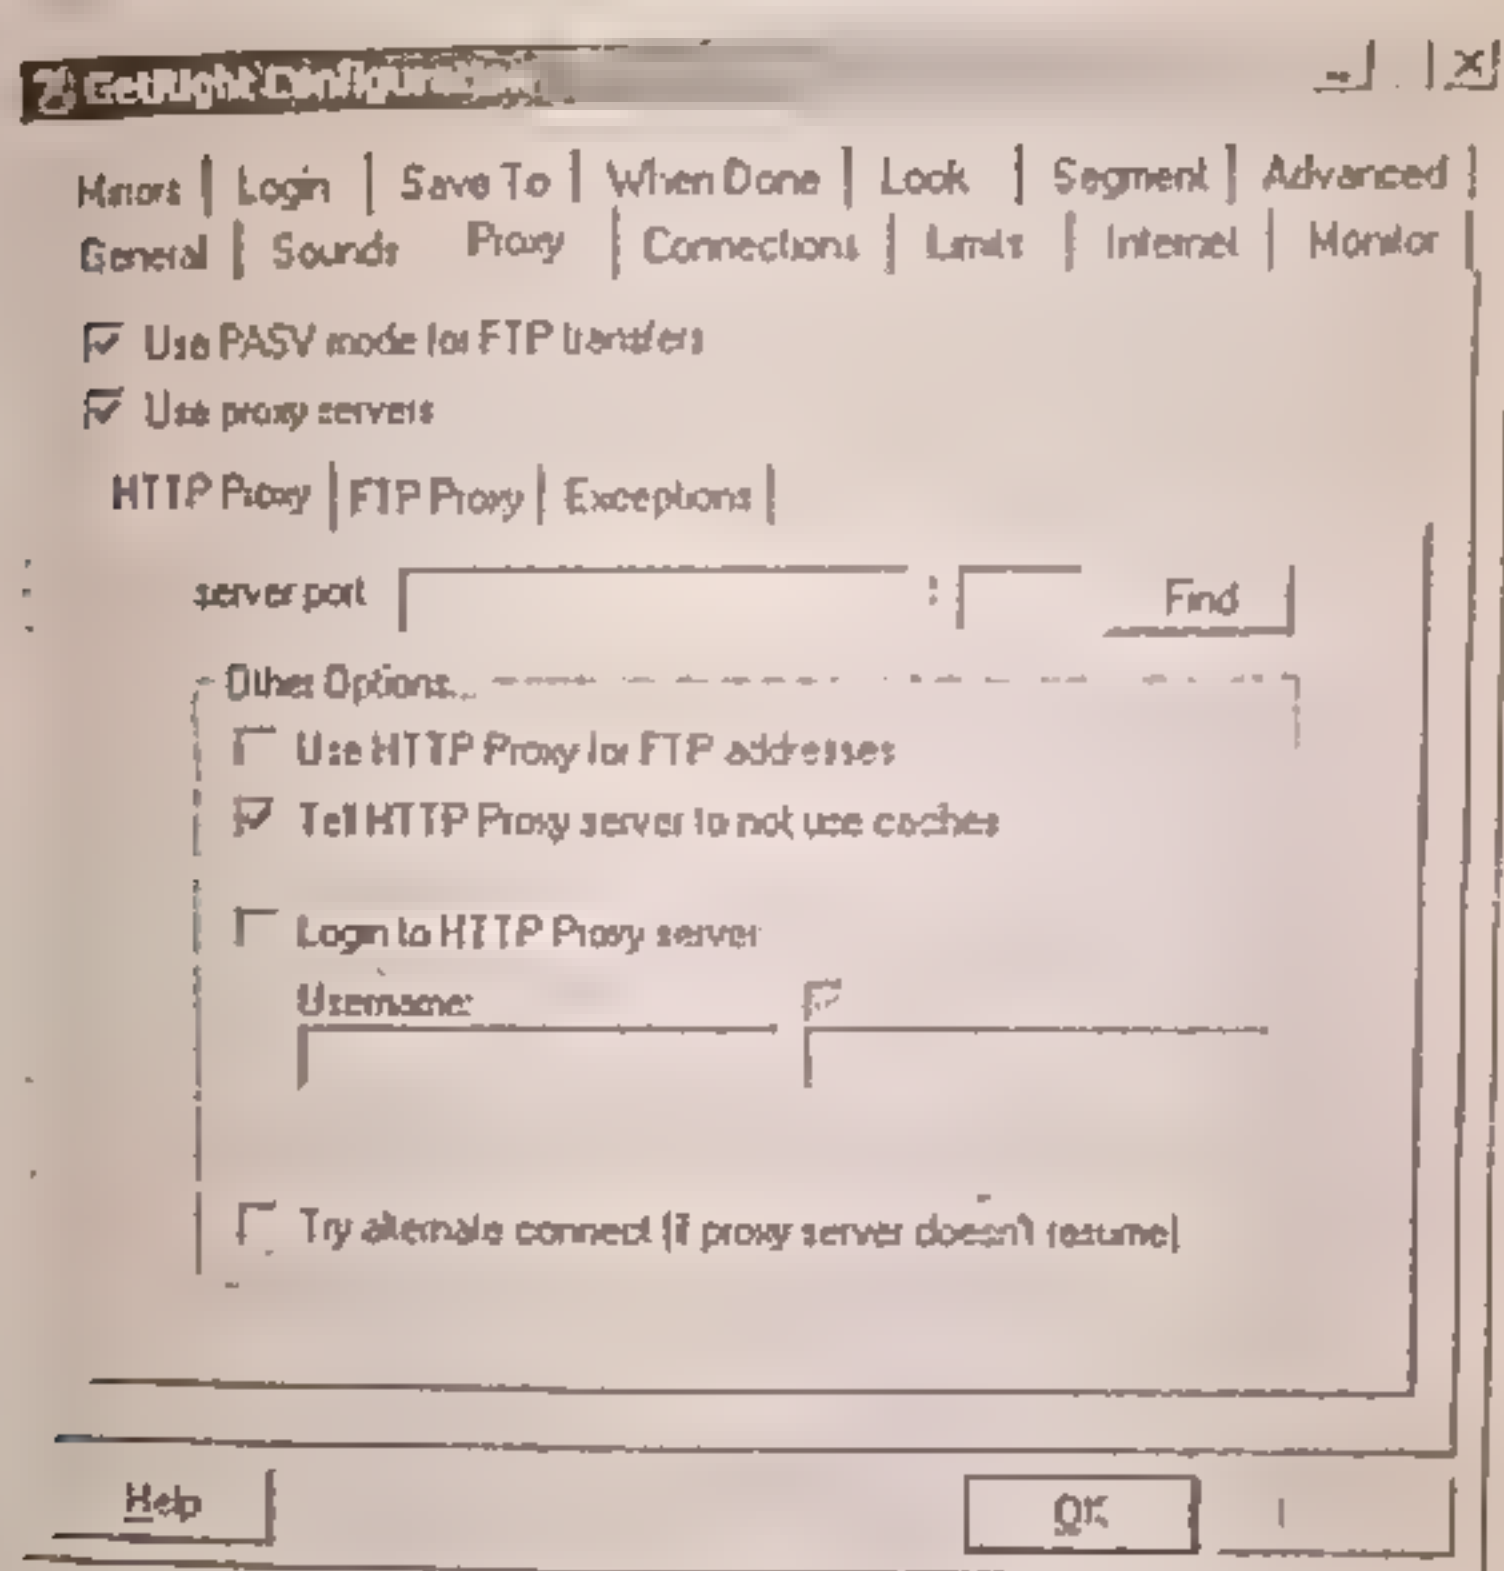 GetRight Configuration
Mirrors Login Save To When Done Look Segment Advanced
General Sounds Proxy Connections Limits Internet Monitor
Use PASV mode for FTP transfers
Use proxy servers
HTTP Proxy FTP Proxy Exceptions
server port : Find
Other Options...
Use HTTP Proxy for FTP addresses
Tell HTTP Proxy server to not use caches
Login to HTTP Proxy server
Username:
Try alternate connect (if proxy server doesn't resume)
Help OK